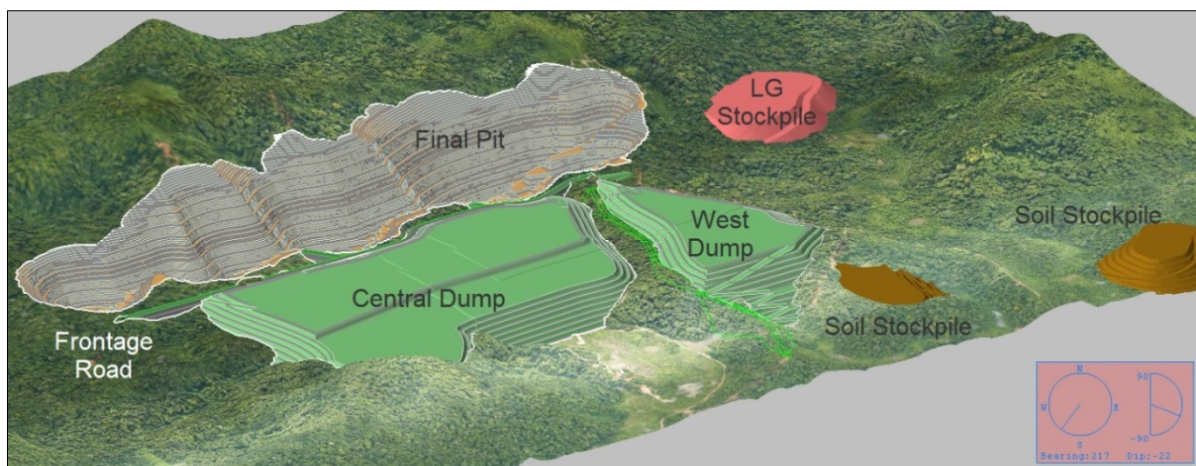 LG
Stockpile
Final Pit
West
Dump
Soil Stockpile
Central Dump
Soil Stockpile
Frontage
Road
N
W
E
S
90
-90
Bearing:217 Dip:-22